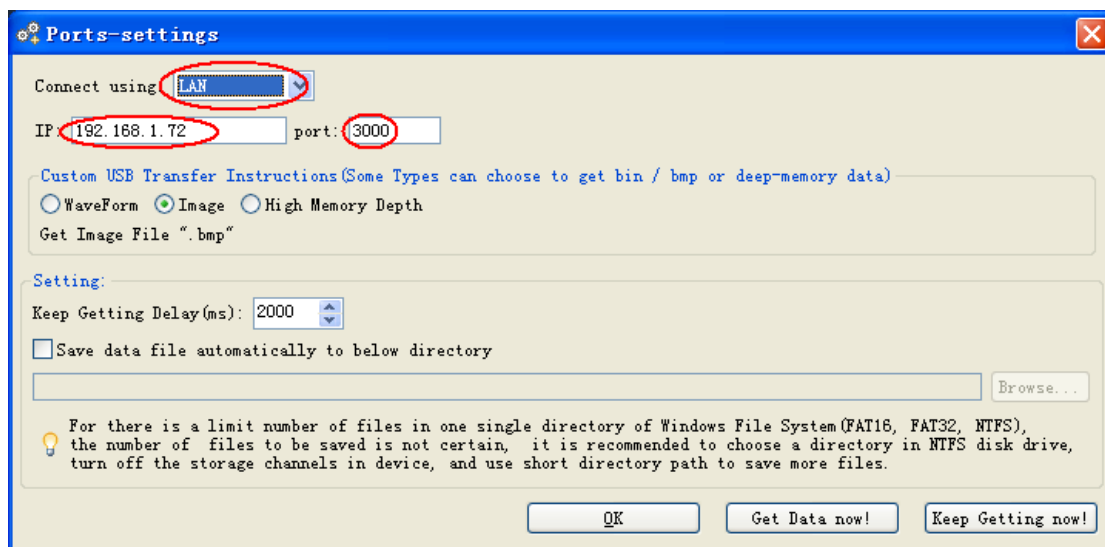 Ports-settings
Connect using LAN
IP: 192.168.1.72 port: 3000
Custom USB Transfer Instructions(Some Types can choose to get bin / bmp or deep-memory data)
WaveForm Image High Memory Depth
Get Image File ".bmp"
Setting:
Keep Getting Delay(ms): 2000
Save data file automatically to below directory
Browse...
For there is a limit number of files in one single directory of Windows File System(FAT16, FAT32, NTFS),
the number of files to be saved is not certain, it is recommended to choose a directory in NTFS disk drive,
turn off the storage channels in device, and use short directory path to save more files.
OK Get Data now! Keep Getting now!